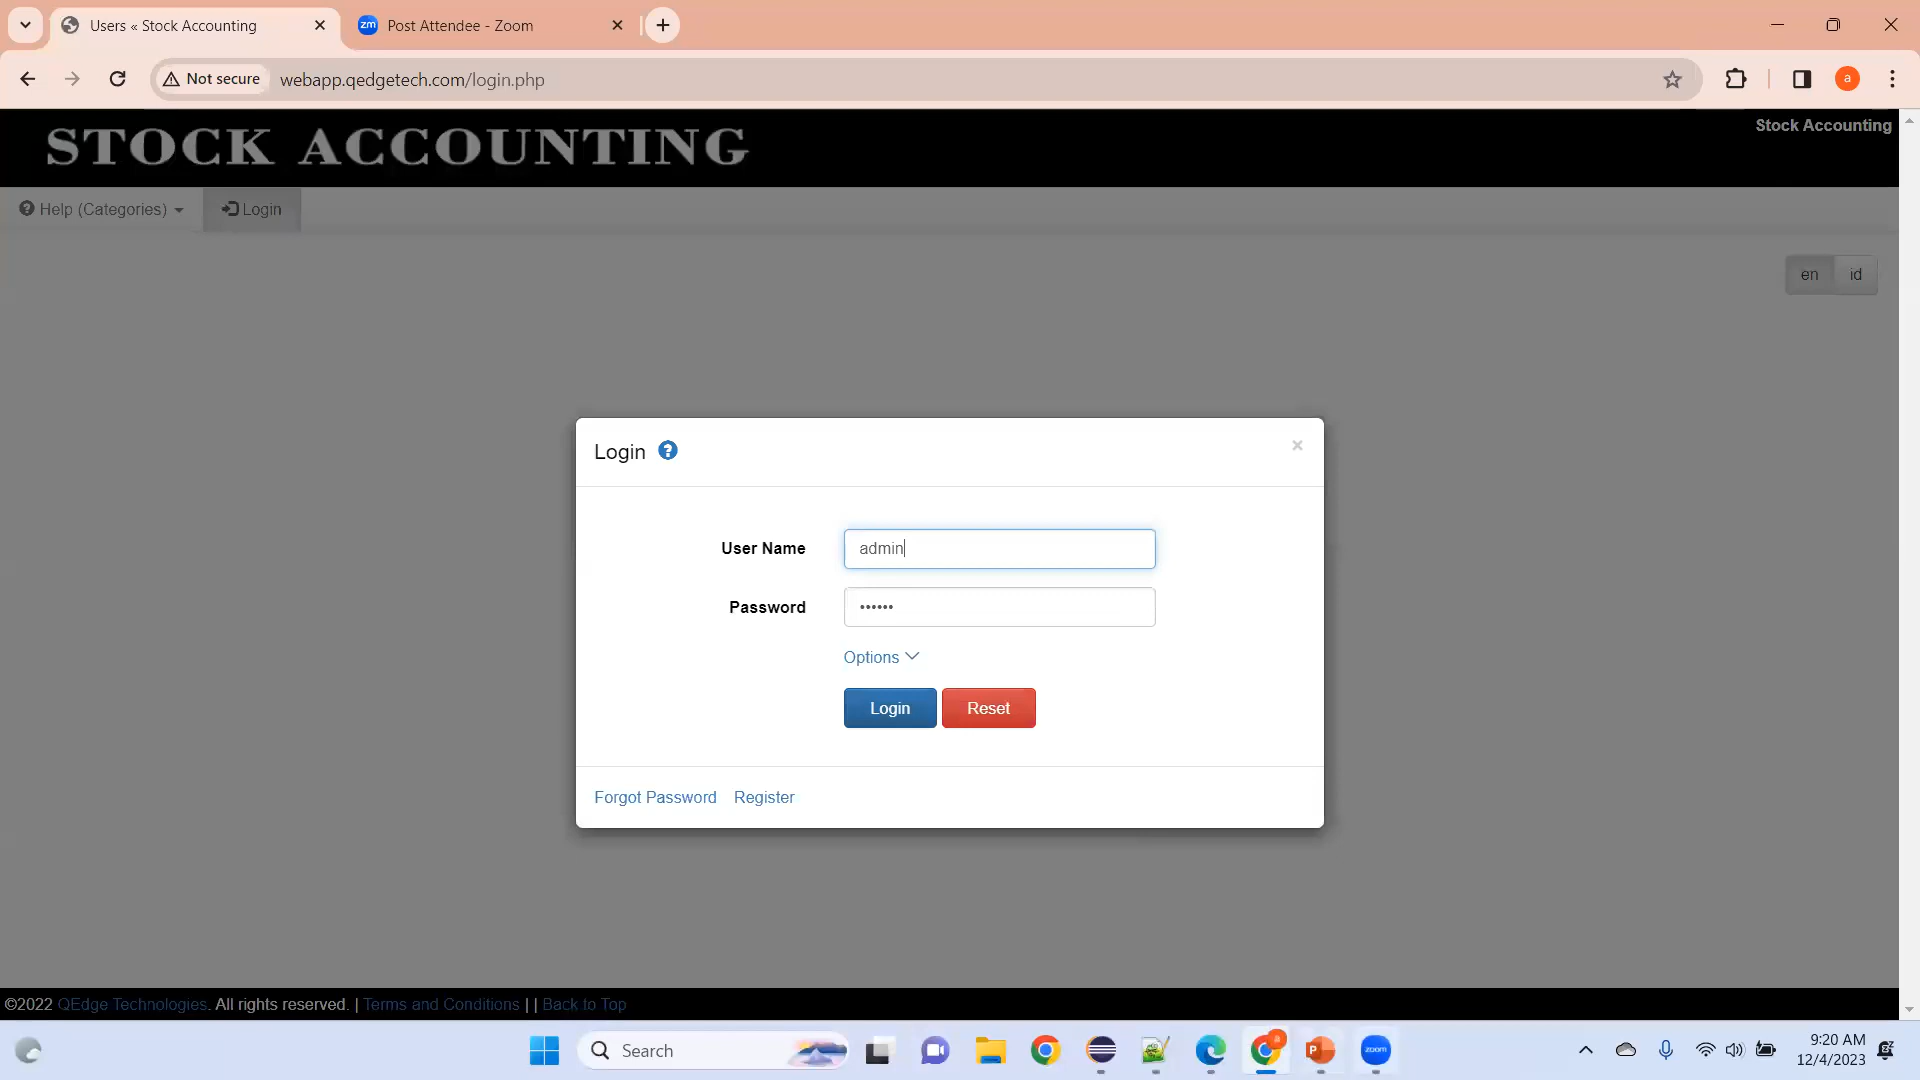 Users « Stock Accounting
zm Post Attendee - Zoom
Not secure webapp.qedgetech.com/login.php
a
STOCK ACCOUNTING
Stock Accounting
Help (Categories)
Login
en id
Login ?
×
User Name admin
Password ••••••
Options
Login Reset
Forgot Password Register
©2022 QEdge Technologies. All rights reserved. | Terms and Conditions | | Back to Top
Search
zoom
9:20 AM
12/4/2023